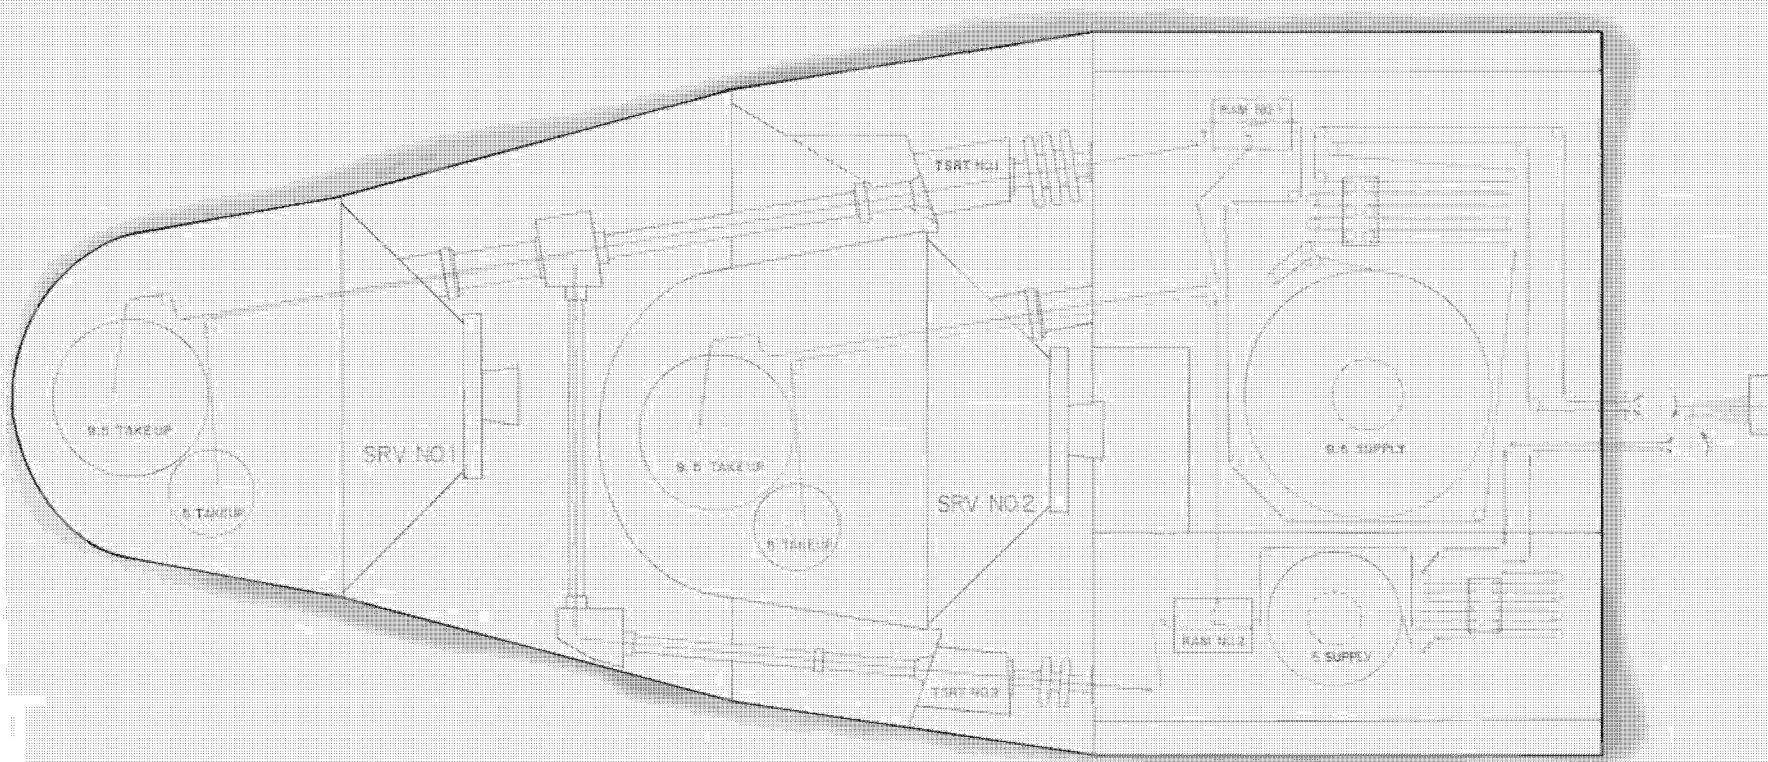 RAM NO.1
TSRT NO.1
9.5 TAKEUP
SRV NO.1
9.5 SUPPLY
9.5 TAKEUP
SRV NO.2
5 TAKEUP
5 TAKEUP
RAM NO.2
5 SUPPLY
TSRT NO.2